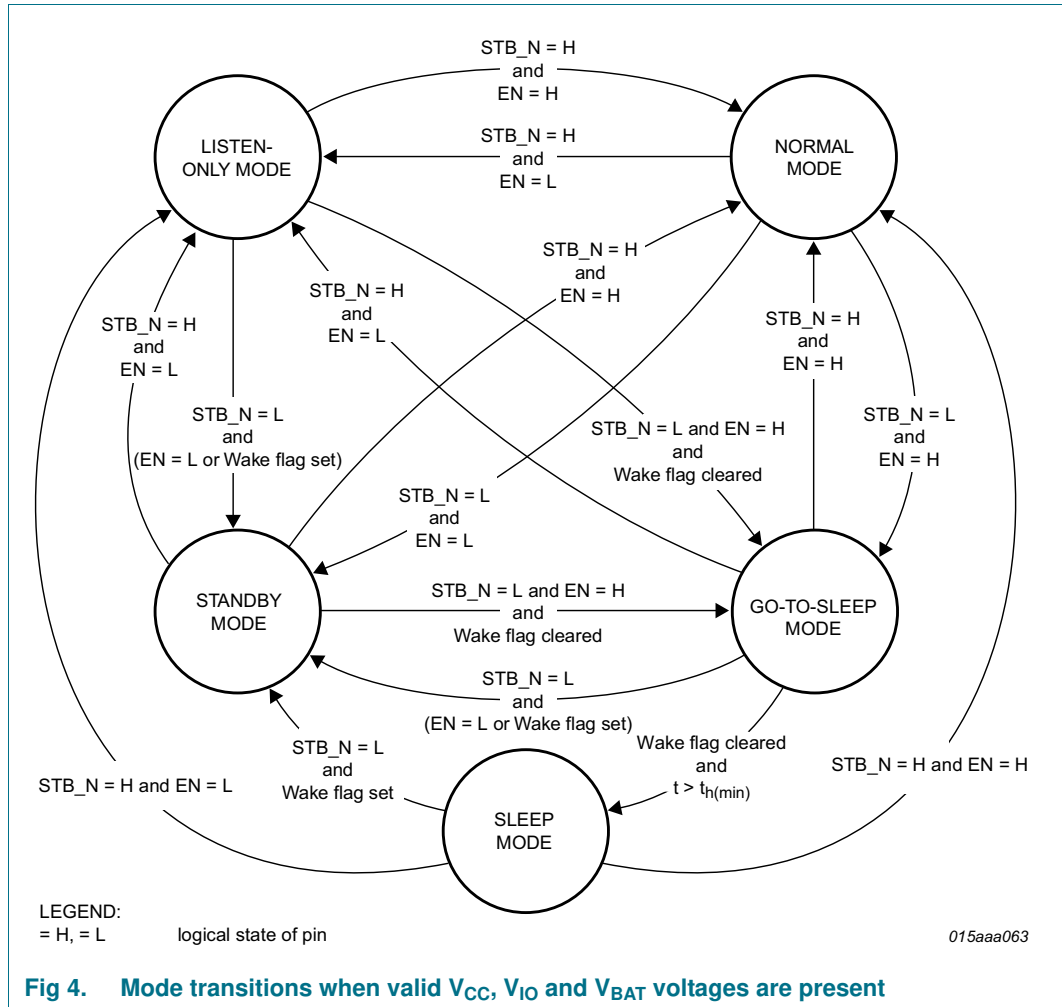 STB_N = H
and
EN = H
LISTEN-
ONLY MODE
STB_N = H
and
EN = L
NORMAL
MODE
STB_N = H
and
EN = H
STB_N = H
and
EN = L
STB_N = H
and
EN = L
STB_N = H
and
EN = H
STB_N = L
and
(EN = L or Wake flag set)
STB_N = L and EN = H
and
Wake flag cleared
STB_N = L
and
EN = H
STB_N = L
and
EN = L
STANDBY
MODE
STB_N = L and EN = H
and
Wake flag cleared
GO-TO-SLEEP
MODE
STB_N = L
and
(EN = L or Wake flag set)
STB_N = L
and
Wake flag set
Wake flag cleared
and
t > th(min)
STB_N = H and EN = L
STB_N = H and EN = H
SLEEP
MODE
LEGEND:
= H, = L logical state of pin
015aaa063
Fig 4. Mode transitions when valid VCC, VIO and VBAT voltages are present